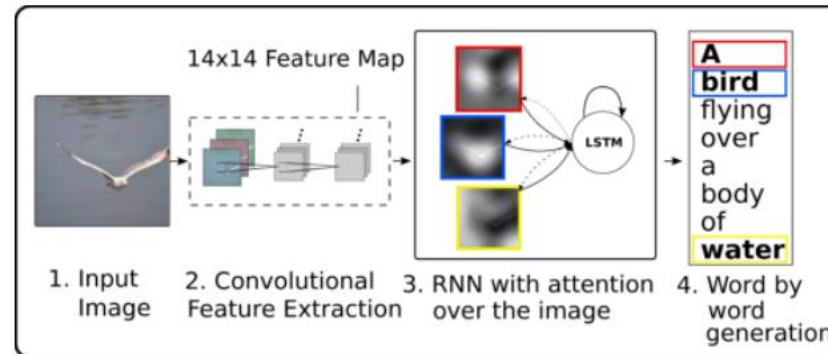 14x14 Feature Map
LSTM
A
bird
flying
over
a
body
of
water
1. Input
Image
2. Convolutional
Feature Extraction
3. RNN with attention
over the image
4. Word by
word
generation